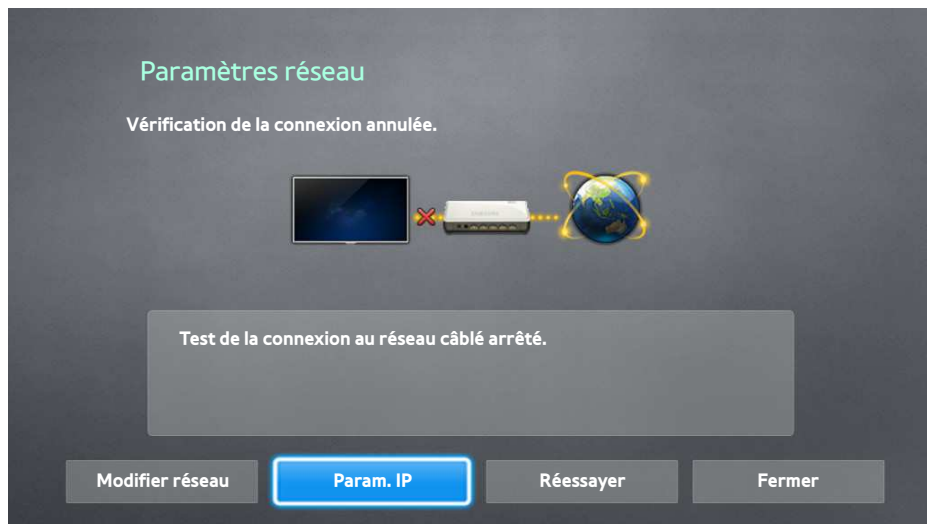 Paramètres réseau
Vérification de la connexion annulée.
Test de la connexion au réseau câblé arrêté.
Modifier réseau
Param. IP
Réessayer
Fermer